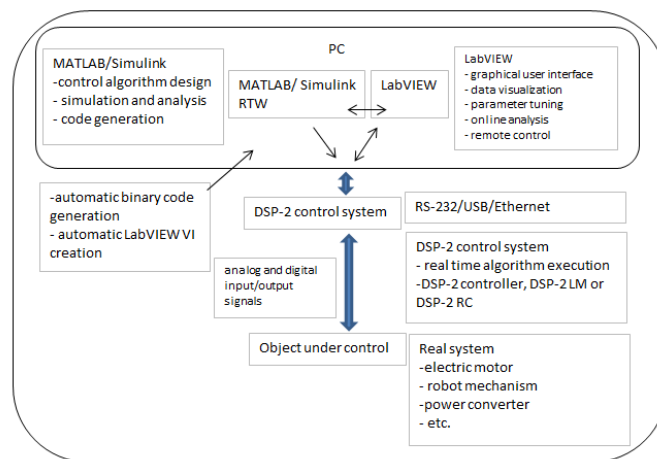 PC
MATLAB/Simulink
-control algorithm design
- simulation and analysis
- code generation
MATLAB/ Simulink
RTW
LabVIEW
LabVIEW
- graphical user interface
- data visualization
- parameter tuning
- online analysis
- remote control
-automatic binary code
generation
- automatic LabVIEW VI
creation
DSP-2 control system
RS-232/USB/Ethernet
analog and digital
input/output
signals
DSP-2 control system
- real time algorithm execution
-DSP-2 controller, DSP-2 LM or
DSP-2 RC
Object under control
Real system
-electric motor
- robot mechanism
-power converter
- etc.